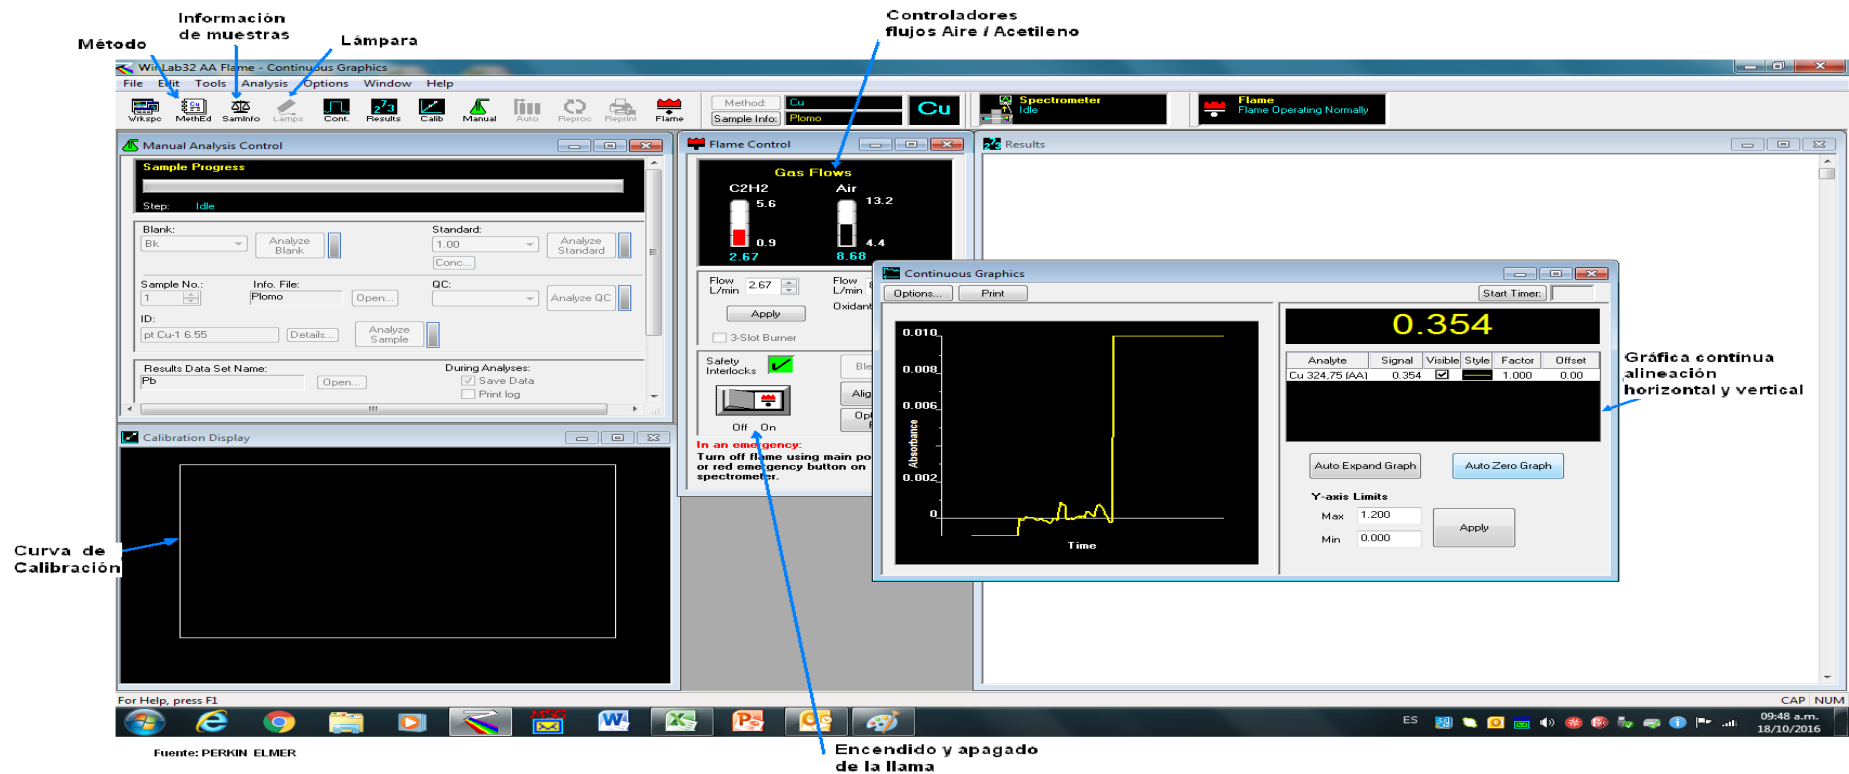 Información
de muestras
Método
Lámpara
Controladores
flujos Aire / Acetileno
WinLab32 AA Flame - Continuous Graphics
File Edit Tools Analysis Options Window Help
Wrkspc MethEd SamInfo Lamps Cont. Results Calib Manual Auto Reproc Reprint Flame
Method: Cu
Sample Info: Plomo
Cu
Spectrometer
Idle
Flame
Flame Operating Normally
Manual Analysis Control
Sample Progress
Step: Idle
Blank:
Bk
Analyze
Blank
Standard:
1.00
Conc...
Analyze
Standard
Sample No.:
1
Info. File:
Plomo
Open...
QC:
Analyze QC
ID:
pt Cu-1 6.55
Details...
Analyze
Sample
Results Data Set Name:
Pb
Open...
During Analyses:
Save Data
Print log
Flame Control
Gas Flows
C2H2 Air
5.6 13.2
0.9 4.4
2.67 8.68
Flow
L/min 2.67
Flow
L/min
Apply
Oxidant
3-Slot Burner
Safety
Interlocks
Off On
In an emergency:
Turn off flame using main po
or red emergency button on
spectrometer.
Results
Continuous Graphics
Options... Print
Start Timer:
0.010
0.008
0.006
0.002
0
Absorbance
Time
0.354
Analyte Signal Visible Style Factor Offset
Cu 324,75 (AA) 0.354 1.000 0.00
Auto Expand Graph
Auto Zero Graph
Y-axis Limits
Max 1.200
Min 0.000
Apply
Gráfica contínua
alineación
horizontal y vertical
Calibration Display
Curva de
Calibración
For Help, press F1
CAP NUM
MSG
ES
09:48 a.m.
18/10/2016
Fuente: PERKIN ELMER
Encendido y apagado
de la llama